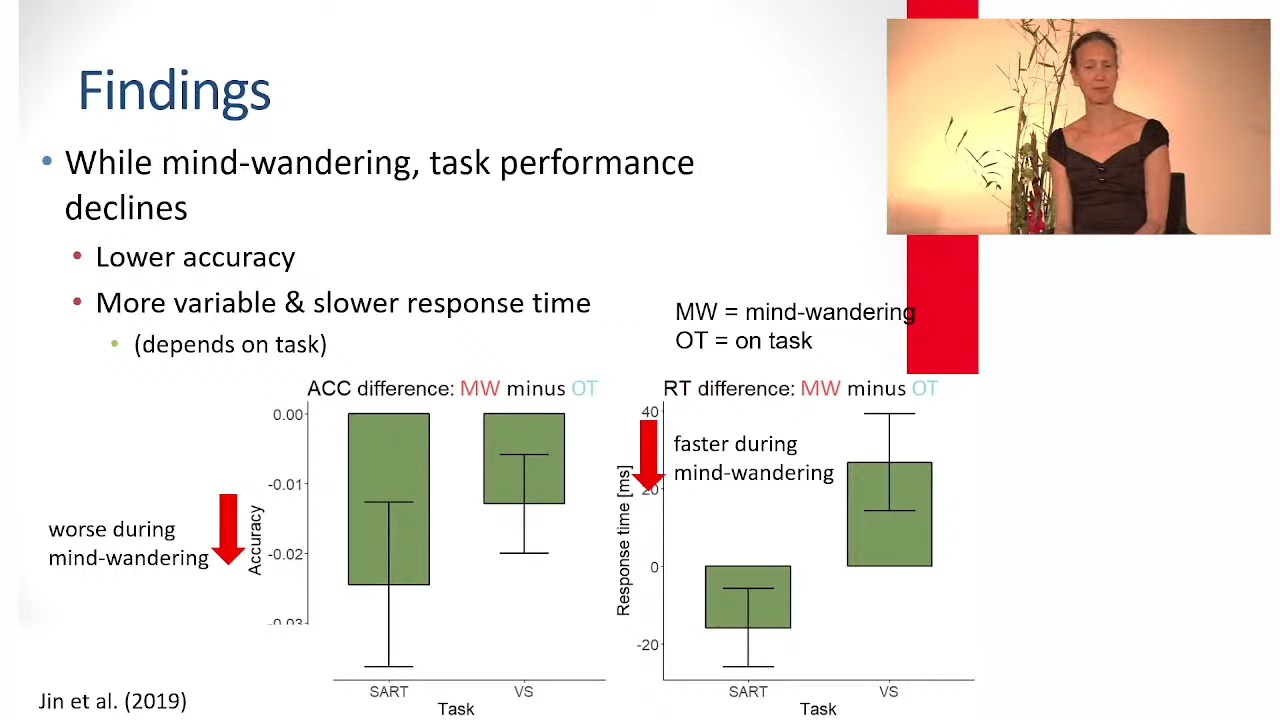 Findings
• While mind-wandering, task performance
declines
• Lower accuracy
• More variable & slower response time
• (depends on task)
MW = mind-wandering
OT = on task
ACC difference: MW minus OT
0.00
-0.01
-0.02
-0.03
Accuracy
worse during
mind-wandering
SART VS
Task
RT difference: MW minus OT
40
20
0
-20
Response time [ms]
faster during
mind-wandering
SART VS
Task
Jin et al. (2019)